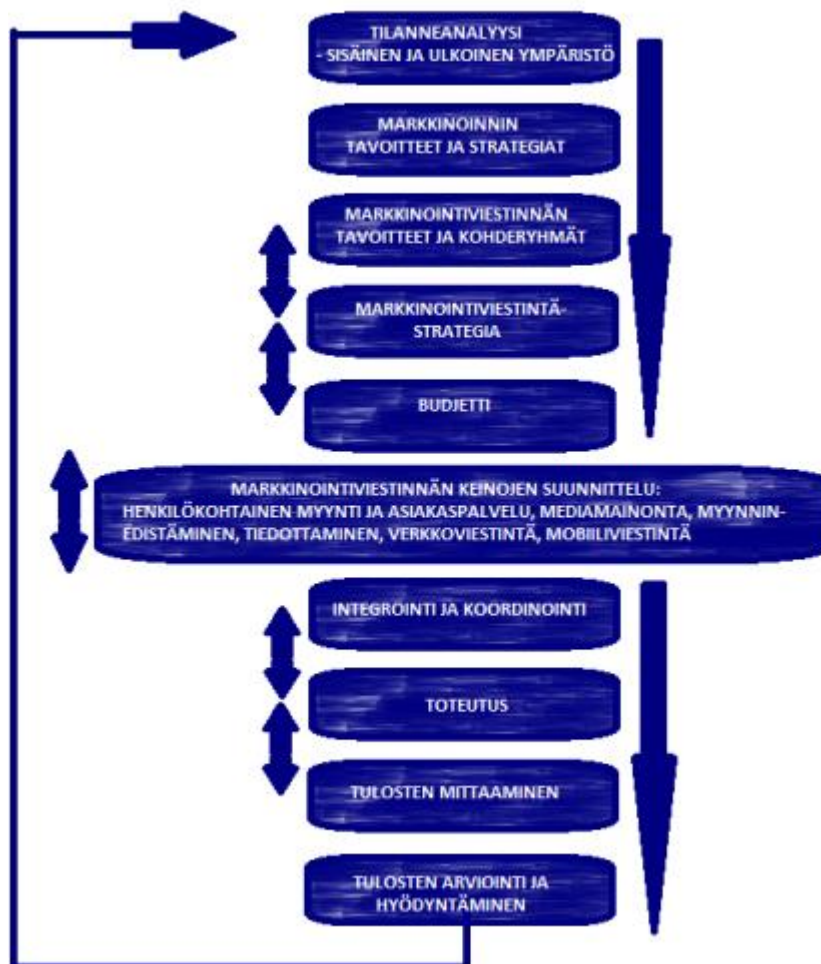 TILANNEANALYYSI
- SISÄINEN JA ULKOINEN YMPÄRISTÖ
MARKKINOINNIN
TAVOITTEET JA STRATEGIAT
MARKKINOINTIVIESTINNÄN
TAVOITTEET JA KOHDERYHMÄT
MARKKINOINTIVIESTINTÄ-
STRATEGIA
BUDJETTI
MARKKINOINTIVIESTINNÄN KEINOJEN SUUNNITTELU:
HENKILÖKOHTAINEN MYYNTI JA ASIAKASPALVELU, MEDIAMAINONTA, MYYNNIN-
EDISTÄMINEN, TIEDOTTAMINEN, VERKKOVIESTINTÄ, MOBIILIVIESTINTÄ
INTEGROINTI JA KOORDINOINTI
TOTEUTUS
TULOSTEN MITTAAMINEN
TULOSTEN ARVIOINTI JA
HYÖDYNTÄMINEN